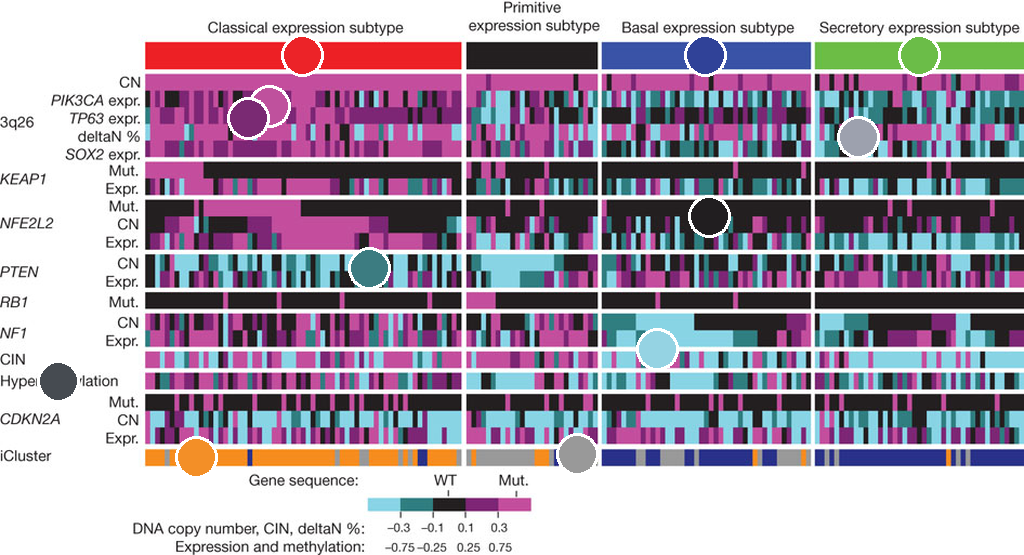 Primitive
Classical expression subtype
expression subtype
Basal expression subtype
Secretory expression subtype
CN
PIK3CA expr.
3q26
TP63 expr.
deltaN %
SOX2 expr.
KEAP1
Mut.
Expr.
NFE2L2
Mut.
CN
Expr.
PTEN
CN
Expr.
RB1
Mut.
NF1
CN
Expr.
CIN
CDKN2A
Mut.
CN
Expr.
iCluster
Gene sequence:
WT
Mut.
DNA copy number, CIN, deltaN %:
−0.3 −0.1 0.1 0.3
Expression and methylation:
−0.75 −0.25 0.25 0.75